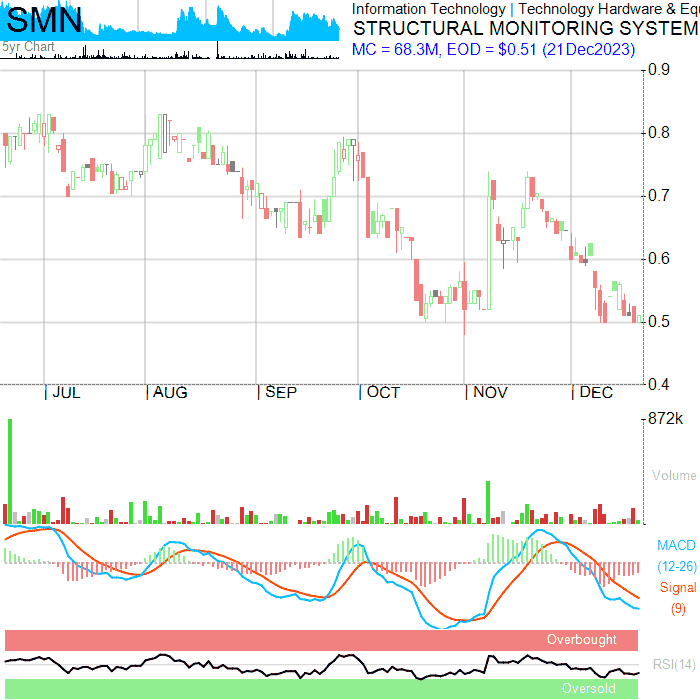 SMN
5yr Chart
Information Technology | Technology Hardware & Equ
STRUCTURAL MONITORING SYSTEM
MC = 68.3M, EOD = $0.51 (21Dec2023)
0.9
0.8
0.7
0.6
0.5
0.4
JUL AUG SEP OCT NOV DEC
872k
Volume
MACD
(12-26)
Signal
(9)
Overbought
RSI(14)
Oversold